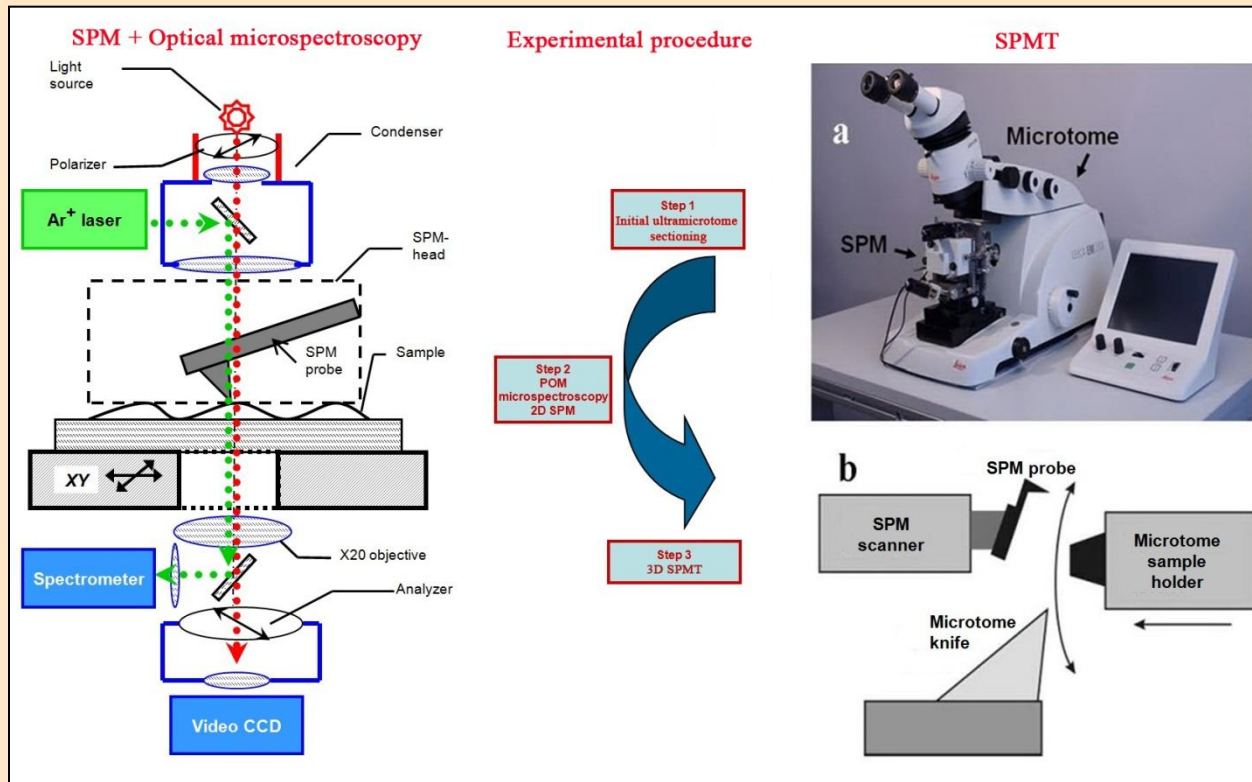 SPM + Optical microspectroscopy
Light
source
Polarizer
Condenser
Ar+ laser
SPM-
head
SPM
probe
Sample
XY
X20 objective
Spectrometer
Analyzer
Video CCD
Experimental procedure
Step 1
Initial ultramicrotome
sectioning
Step 2
POM
microspectroscopy
2D SPM
Step 3
3D SPMT
SPMT
a
Microtome
SPM
b
SPM probe
SPM
scanner
Microtome
sample
holder
Microtome
knife